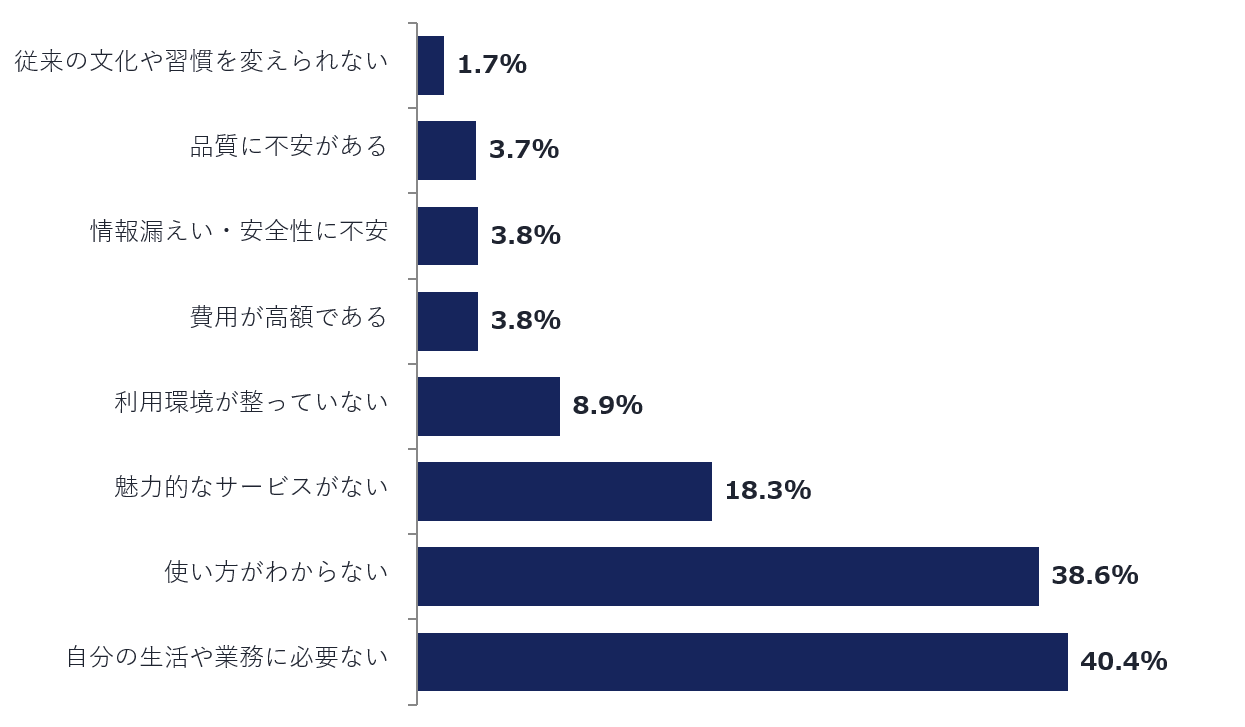 従来の文化や習慣を変えられない 1.7%
品質に不安がある 3.7%
情報漏えい・安全性に不安 3.8%
費用が高額である 3.8%
利用環境が整っていない 8.9%
魅力的なサービスがない 18.3%
使い方がわからない 38.6%
自分の生活や業務に必要ない 40.4%